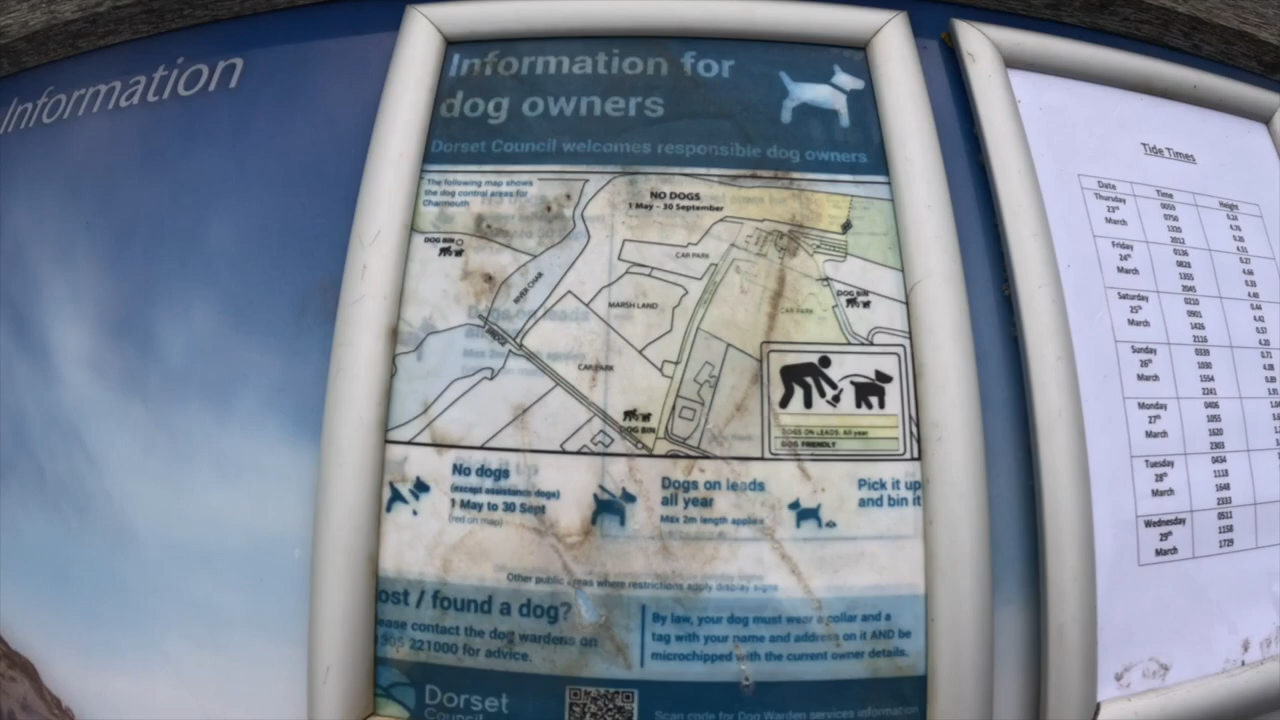 Information
Information for
dog owners
Dorset Council welcomes responsible dog owners
The following map shows
the dog control areas for
Charmouth
NO DOGS
1 May – 30 September
DOG BIN
CAR PARK
RIVER CHAR
MARSH LAND
DOG BIN
CAR PARK
BRIDGE
CAR PARK
DOG BIN
DOGS ON LEADS: All year
DOG FRIENDLY
No dogs
(except assistance dogs)
1 May to 30 Sept
(red on map)
Dogs on leads
all year
Max 2m length applies
Pick it up
and bin it
Other public areas where restrictions apply display signs
ost / found a dog?
ease contact the dog wardens on
305 221000 for advice.
By law, your dog must wear a collar and a
tag with your name and address on it AND be
microchipped with the current owner details.
Dorset
Council
Scan code for Dog Warden services information
Tide Times
Date Time Height
Thursday 23rd March
0059 0.24
0750 4.76
1320 0.20
2012 4.51
Friday 24th March
0136 0.27
0828 4.66
1355 0.33
2045 4.40
Saturday 25th March
0210 0.44
0901 4.42
1426 0.57
2116 4.20
Sunday 26th March
0339 0.71
1030 4.08
1554 0.89
2241 3.91
Monday 27th March
0406
1055
1620
2303
Tuesday 28th March
0434
1118
1648
2333
Wednesday 29th March
0511
1158
1729